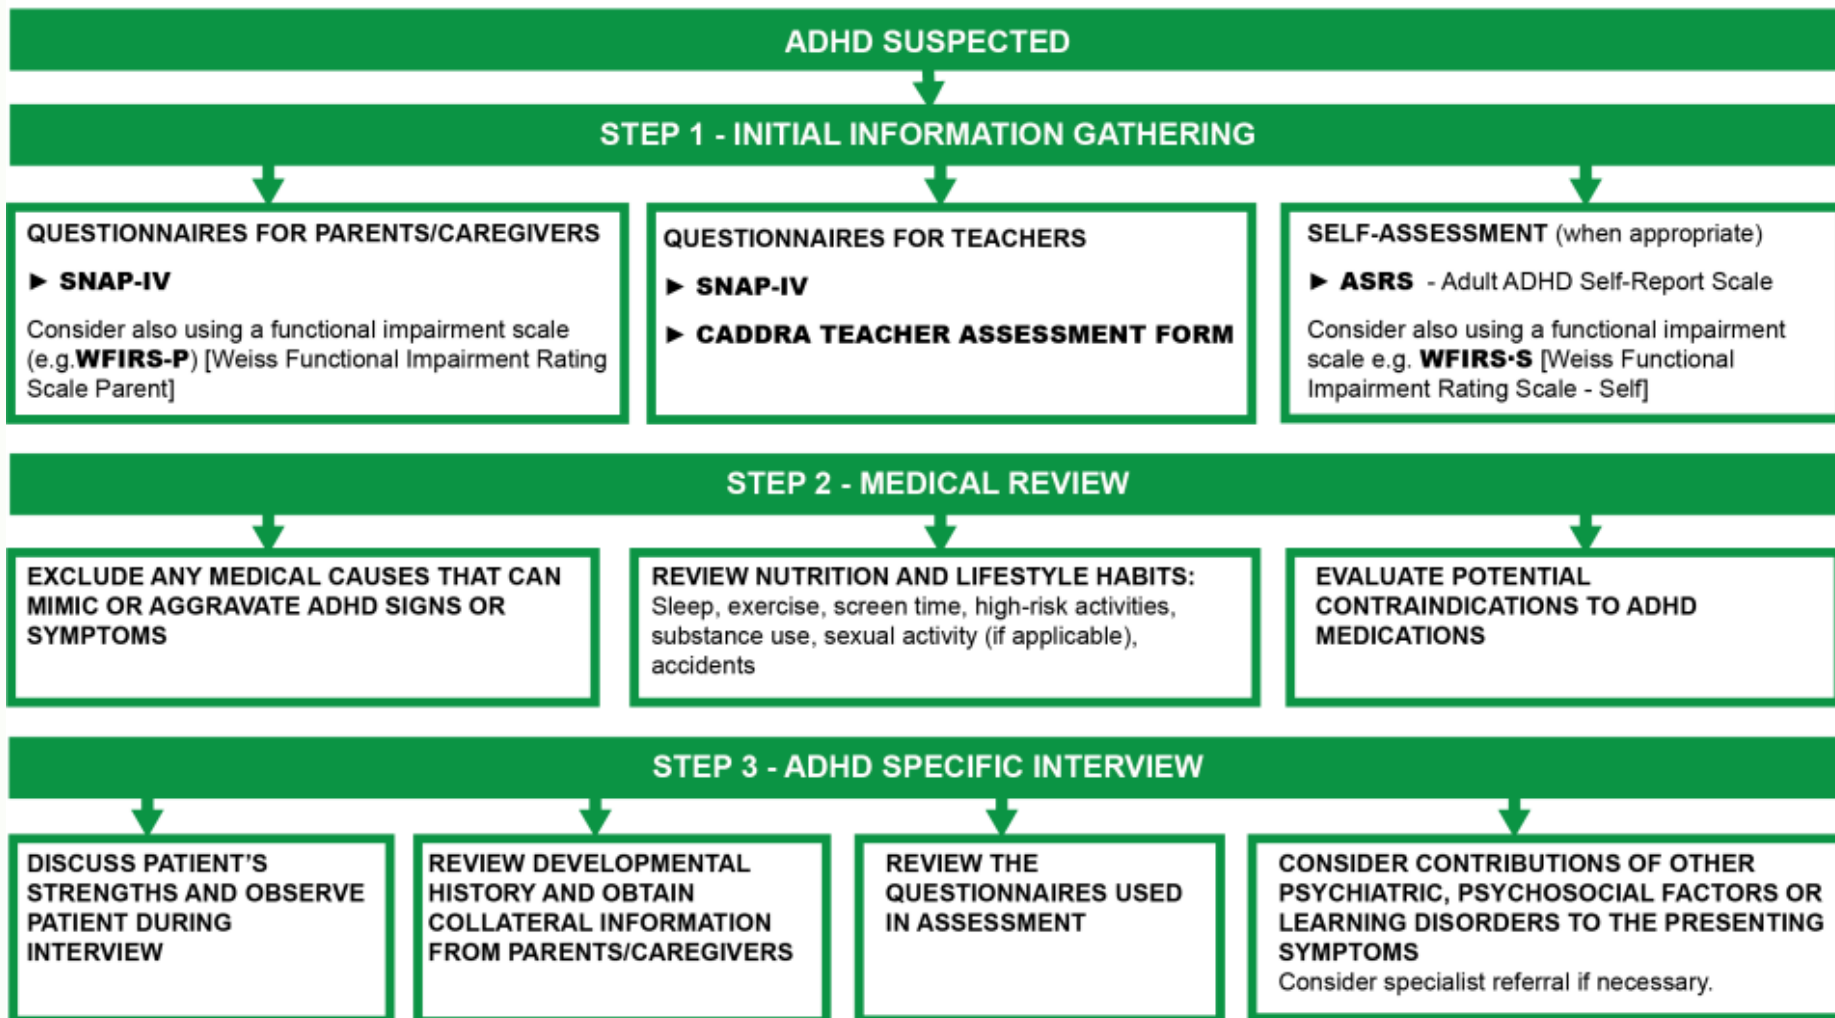 ADHD SUSPECTED
STEP 1 - INITIAL INFORMATION GATHERING
QUESTIONNAIRES FOR PARENTS/CAREGIVERS
► SNAP-IV
Consider also using a functional impairment scale
(e.g.WFIRS-P) [Weiss Functional Impairment Rating
Scale Parent]
QUESTIONNAIRES FOR TEACHERS
► SNAP-IV
► CADDRA TEACHER ASSESSMENT FORM
SELF-ASSESSMENT (when appropriate)
► ASRS - Adult ADHD Self-Report Scale
Consider also using a functional impairment
scale e.g. WFIRS·S [Weiss Functional
Impairment Rating Scale - Self]
STEP 2 - MEDICAL REVIEW
EXCLUDE ANY MEDICAL CAUSES THAT CAN
MIMIC OR AGGRAVATE ADHD SIGNS OR
SYMPTOMS
REVIEW NUTRITION AND LIFESTYLE HABITS:
Sleep, exercise, screen time, high-risk activities,
substance use, sexual activity (if applicable),
accidents
EVALUATE POTENTIAL
CONTRAINDICATIONS TO ADHD
MEDICATIONS
STEP 3 - ADHD SPECIFIC INTERVIEW
DISCUSS PATIENT'S
STRENGTHS AND OBSERVE
PATIENT DURING
INTERVIEW
REVIEW DEVELOPMENTAL
HISTORY AND OBTAIN
COLLATERAL INFORMATION
FROM PARENTS/CAREGIVERS
REVIEW THE
QUESTIONNAIRES USED
IN ASSESSMENT
CONSIDER CONTRIBUTIONS OF OTHER
PSYCHIATRIC, PSYCHOSOCIAL FACTORS OR
LEARNING DISORDERS TO THE PRESENTING
SYMPTOMS
Consider specialist referral if necessary.